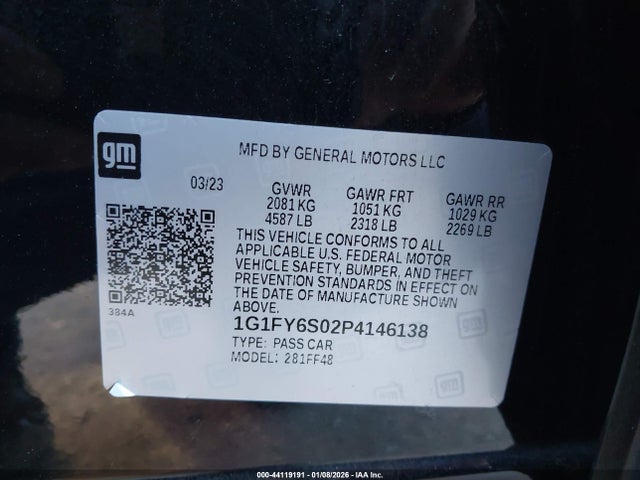 gm
MFD BY GENERAL MOTORS LLC
03/23 GVWR GAWR FRT GAWR RR
2081 KG 1051 KG 1029 KG
4587 LB 2318 LB 2269 LB
THIS VEHICLE CONFORMS TO ALL
APPLICABLE U.S. FEDERAL MOTOR
VEHICLE SAFETY, BUMPER, AND THEFT
PREVENTION STANDARDS IN EFFECT ON
THE DATE OF MANUFACTURE SHOWN
ABOVE.
384A
1G1FY6S02P4146138
TYPE: PASS CAR
MODEL: 281FF48
000-44119191 | 01/08/2026 | IAA Inc.